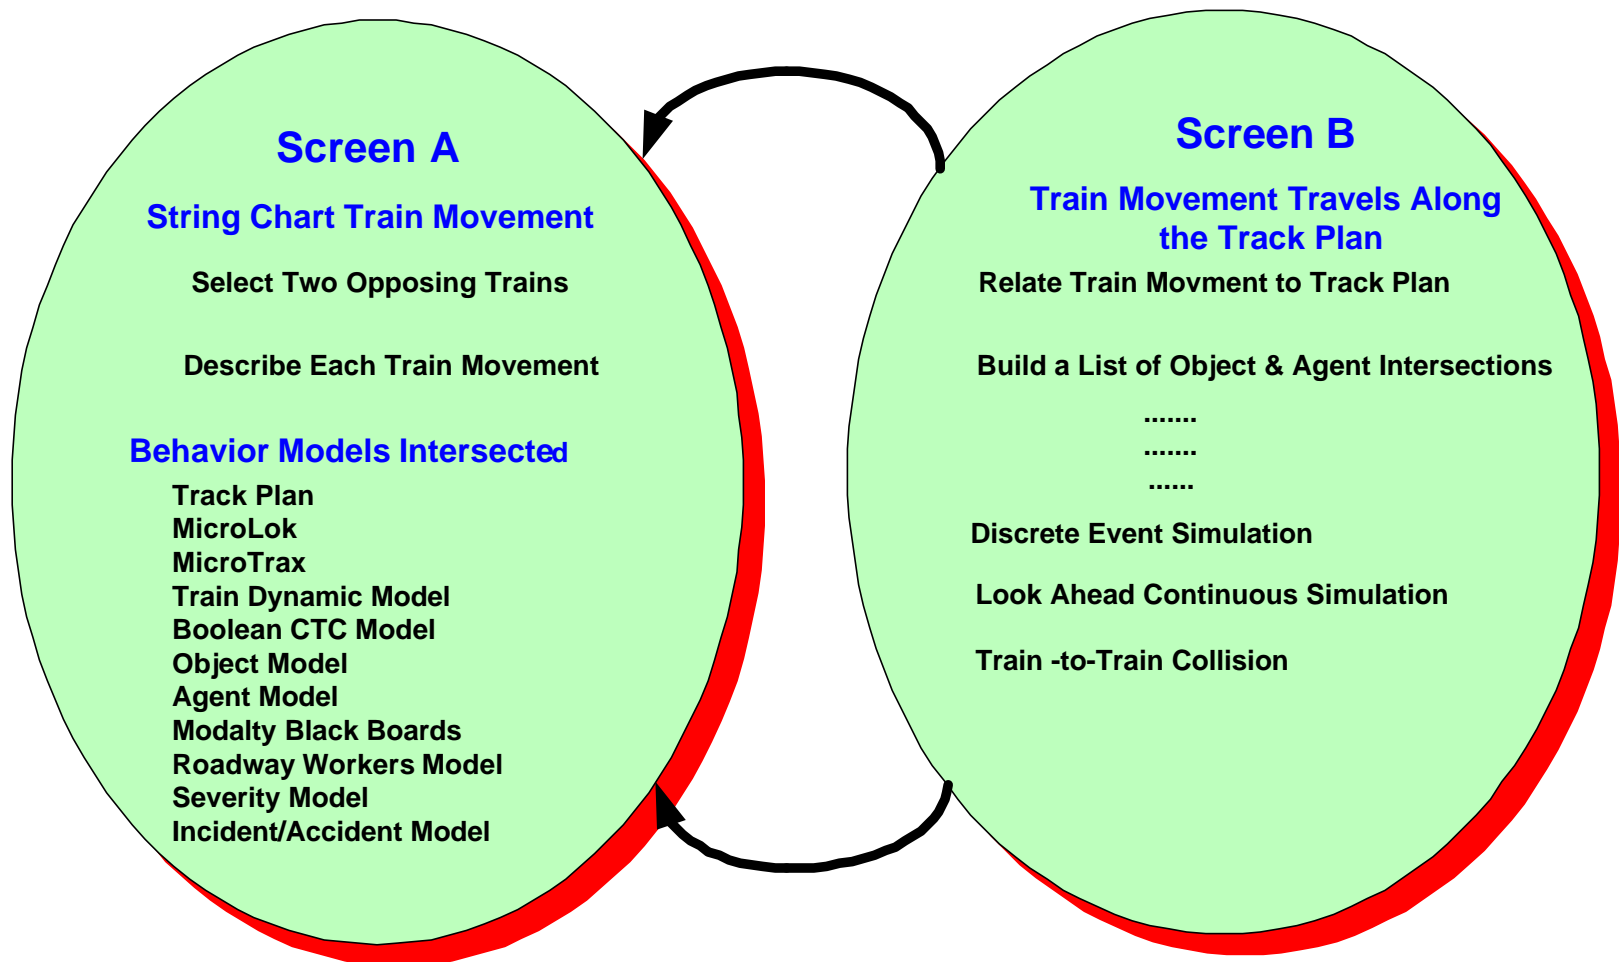 Screen A
String Chart Train Movement
Select Two Opposing Trains
Describe Each Train Movement
Behavior Models Intersected
Track Plan
MicroLok
MicroTrax
Train Dynamic Model
Boolean CTC Model
Object Model
Agent Model
Modalty Black Boards
Roadway Workers Model
Severity Model
Incident/Accident Model
Screen B
Train Movement Travels Along
the Track Plan
Relate Train Movment to Track Plan
Build a List of Object & Agent Intersections
.......
.......
......
Discrete Event Simulation
Look Ahead Continuous Simulation
Train -to-Train Collision